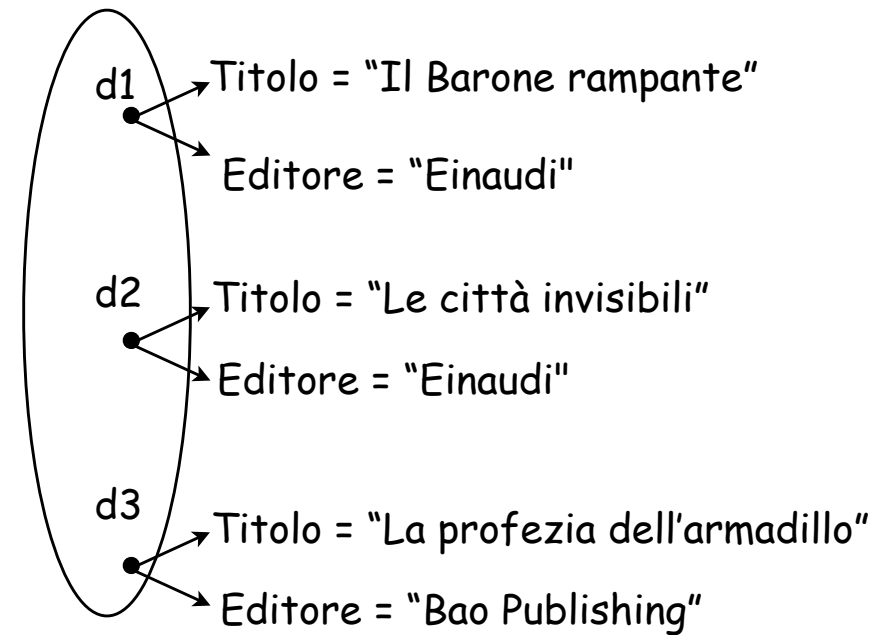 d1
Titolo = “Il Barone rampante”
Editore = “Einaudi"
d2
Titolo = “Le città invisibili”
Editore = “Einaudi"
d3
Titolo = “La profezia dell’armadillo”
Editore = “Bao Publishing”